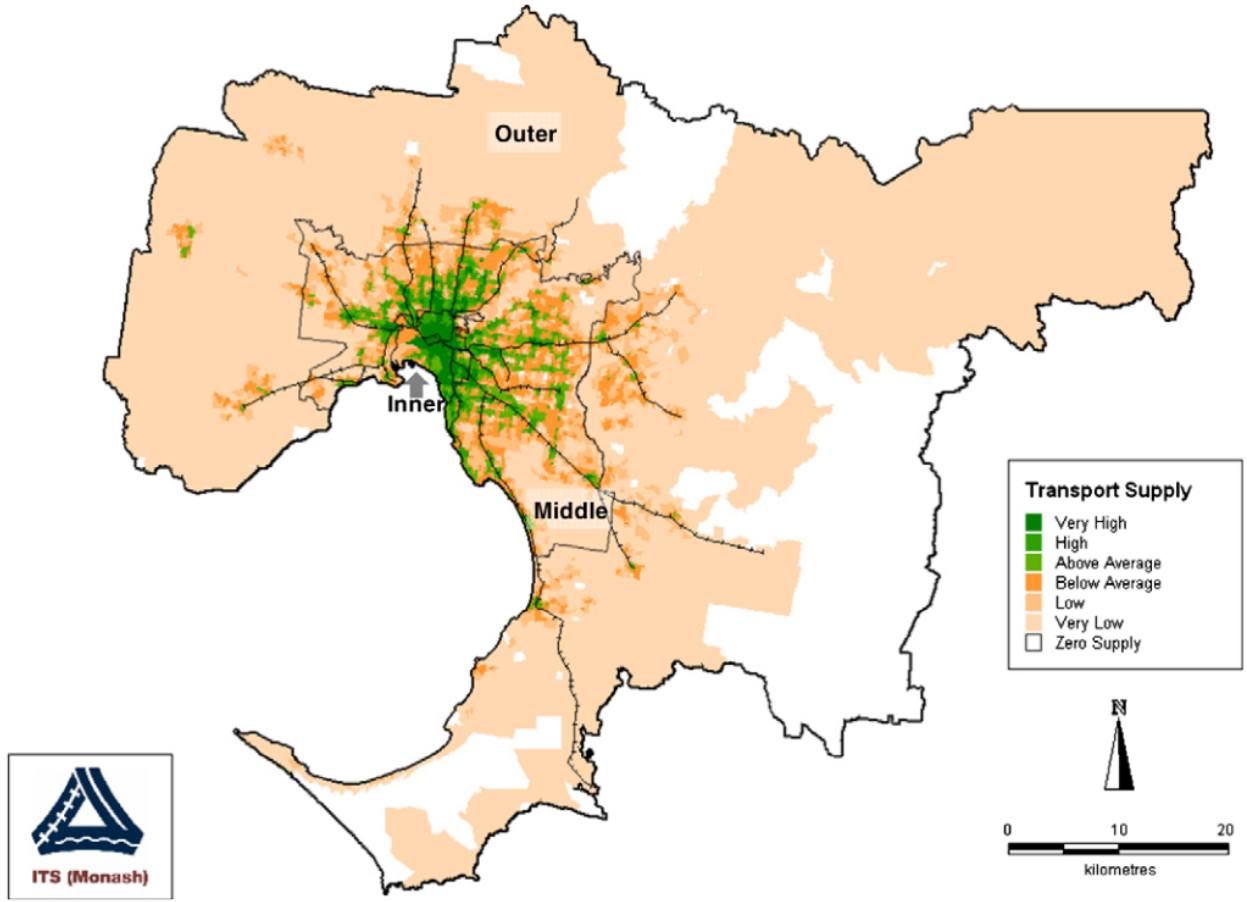 Outer
Inner
Middle
Transport Supply
Very High
High
Above Average
Below Average
Low
Very Low
Zero Supply
N
0 10 20
kilometres
ITS (Monash)